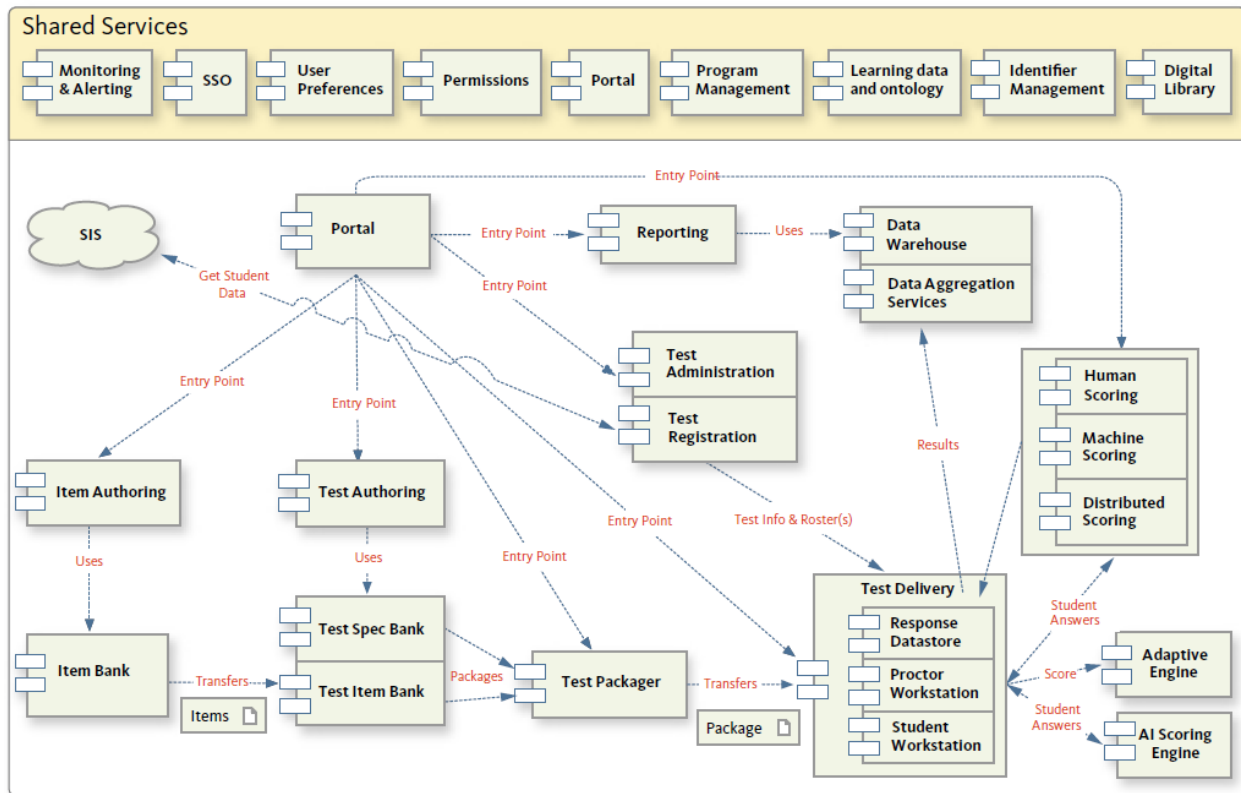 Shared Services
Monitoring
& Alerting
SSO
User
Preferences
Permissions
Portal
Program
Management
Learning data
and ontology
Identifier
Management
Digital
Library
Entry Point
SIS
Portal
Entry Point
Reporting
Uses
Data
Warehouse
Get Student
Data
Entry Point
Data Aggregation
Services
Test
Administration
Test
Registration
Human
Scoring
Machine
Scoring
Distributed
Scoring
Entry Point
Entry Point
Results
Item Authoring
Test Authoring
Entry Point
Test Info & Roster(s)
Uses
Uses
Entry Point
Test Delivery
Response
Datastore
Proctor
Workstation
Student
Workstation
Student
Answers
Item Bank
Transfers
Items
Test Spec Bank
Test Item Bank
Packages
Test Packager
Transfers
Package
Score
Adaptive
Engine
Student
Answers
AI Scoring
Engine